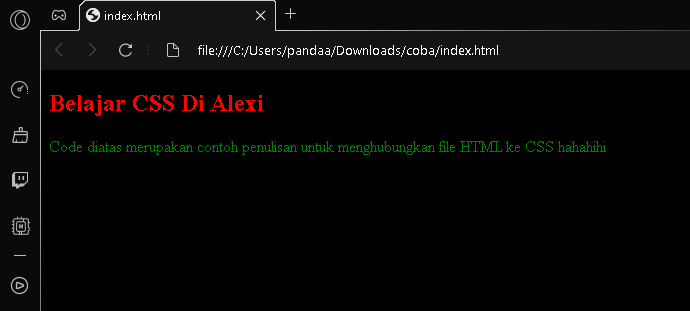 index.html
file:///C:/Users/pandaa/Downloads/coba/index.html
Belajar CSS Di Alexi
Code diatas merupakan contoh penulisan untuk menghubungkan file HTML ke CSS hahahihi